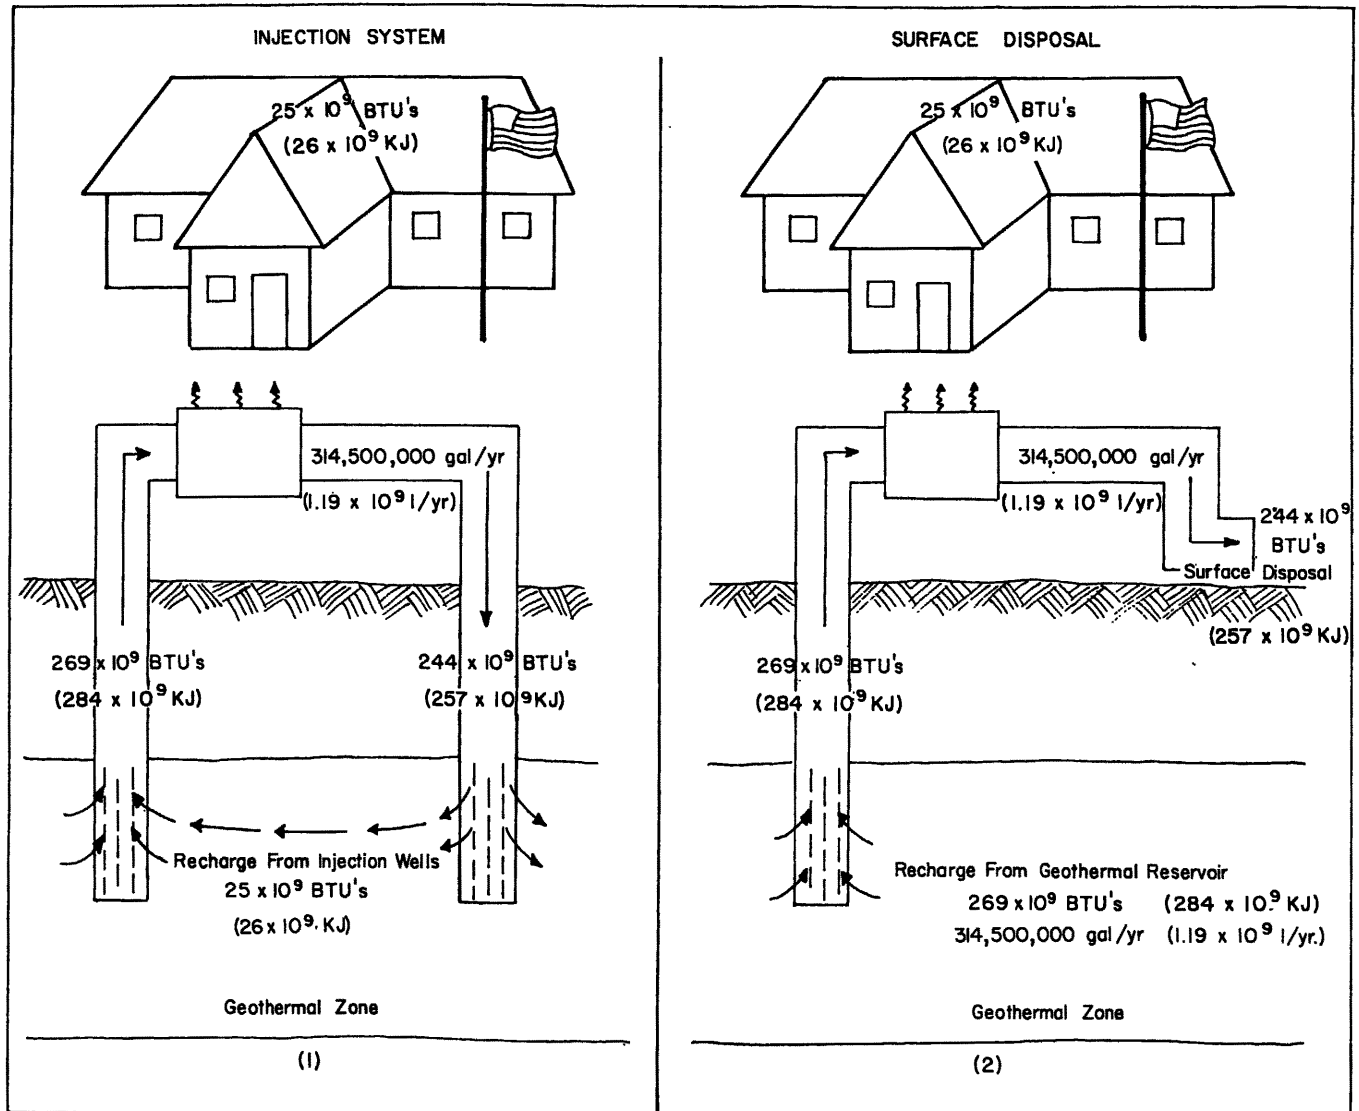 INJECTION SYSTEM
25 x 10⁹ BTU's
(26 x 10⁹ KJ)
314,500,000 gal/yr
(1.19 x 10⁹ l/yr)
269 x 10⁹ BTU's
(284 x 10⁹ KJ)
244 x 10⁹ BTU's
(257 x 10⁹ KJ)
Recharge From Injection Wells
25 x 10⁹ BTU's
(26 x 10⁹ KJ)
Geothermal Zone
(1)
SURFACE DISPOSAL
25 x 10⁹ BTU's
(26 x 10⁹ KJ)
314,500,000 gal/yr
(1.19 x 10⁹ l/yr)
244 x 10⁹
BTU's
Surface Disposal
(257 x 10⁹ KJ)
269 x 10⁹ BTU's
(284 x 10⁹ KJ)
Recharge From Geothermal Reservoir
269 x 10⁹ BTU's (284 x 10⁹ KJ)
314,500,000 gal/yr (1.19 x 10⁹ l/yr.)
Geothermal Zone
(2)